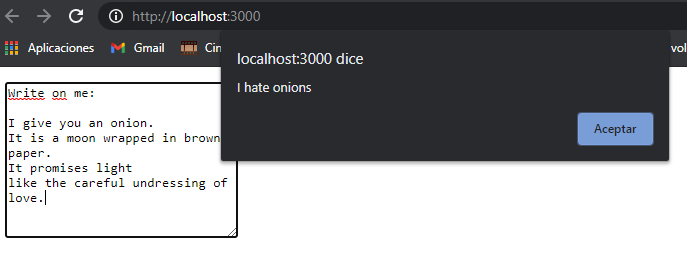 http://localhost:3000
Aplicaciones
Gmail
Cin
vol
localhost:3000 dice
I hate onions
Aceptar
Write on me:
I give you an onion.
It is a moon wrapped in brown
paper.
It promises light
like the careful undressing of
love.